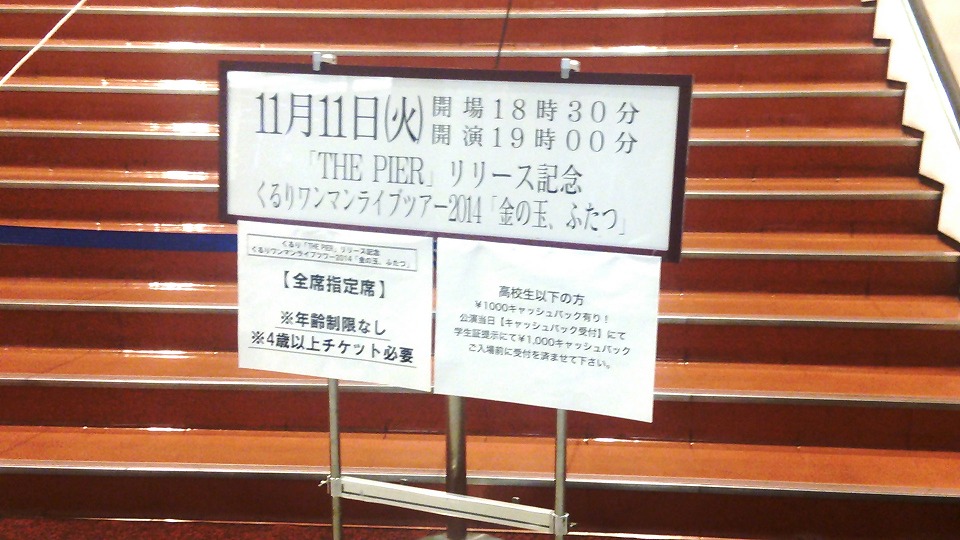 11月11日(火)
開場18時30分
開演19時00分
「THE PIER」リリース記念
くるりワンマンライブツアー2014「金の玉、ふたつ」
くるり「THE PIER」リリース記念
くるりワンマンライブツワー2014「金の玉、ふたつ」
【全席指定席】
※年齢制限なし
※4歳以上チケット必要
高校生以下の方
¥1000キャッシュバック有り!
公演当日【キャッシュバック受付】にて
学生証提示にて¥1,000キャッシュバック
ご入場前に受付を済ませて下さい。